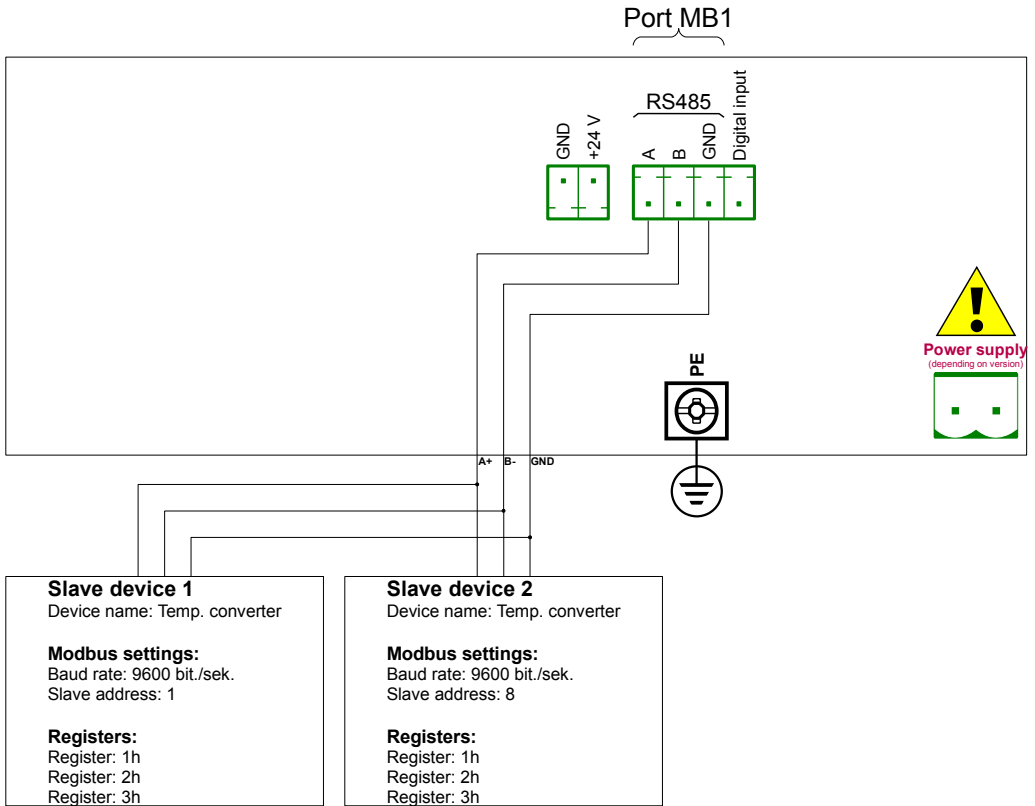 Port MB1
RS485
GND
+24 V
A
B
GND
Digital input
Power supply
(depending on version)
PE
A+ B- GND
Slave device 1
Device name: Temp. converter
Modbus settings:
Baud rate: 9600 bit./sek.
Slave address: 1
Registers:
Register: 1h
Register: 2h
Register: 3h
Slave device 2
Device name: Temp. converter
Modbus settings:
Baud rate: 9600 bit./sek.
Slave address: 8
Registers:
Register: 1h
Register: 2h
Register: 3h